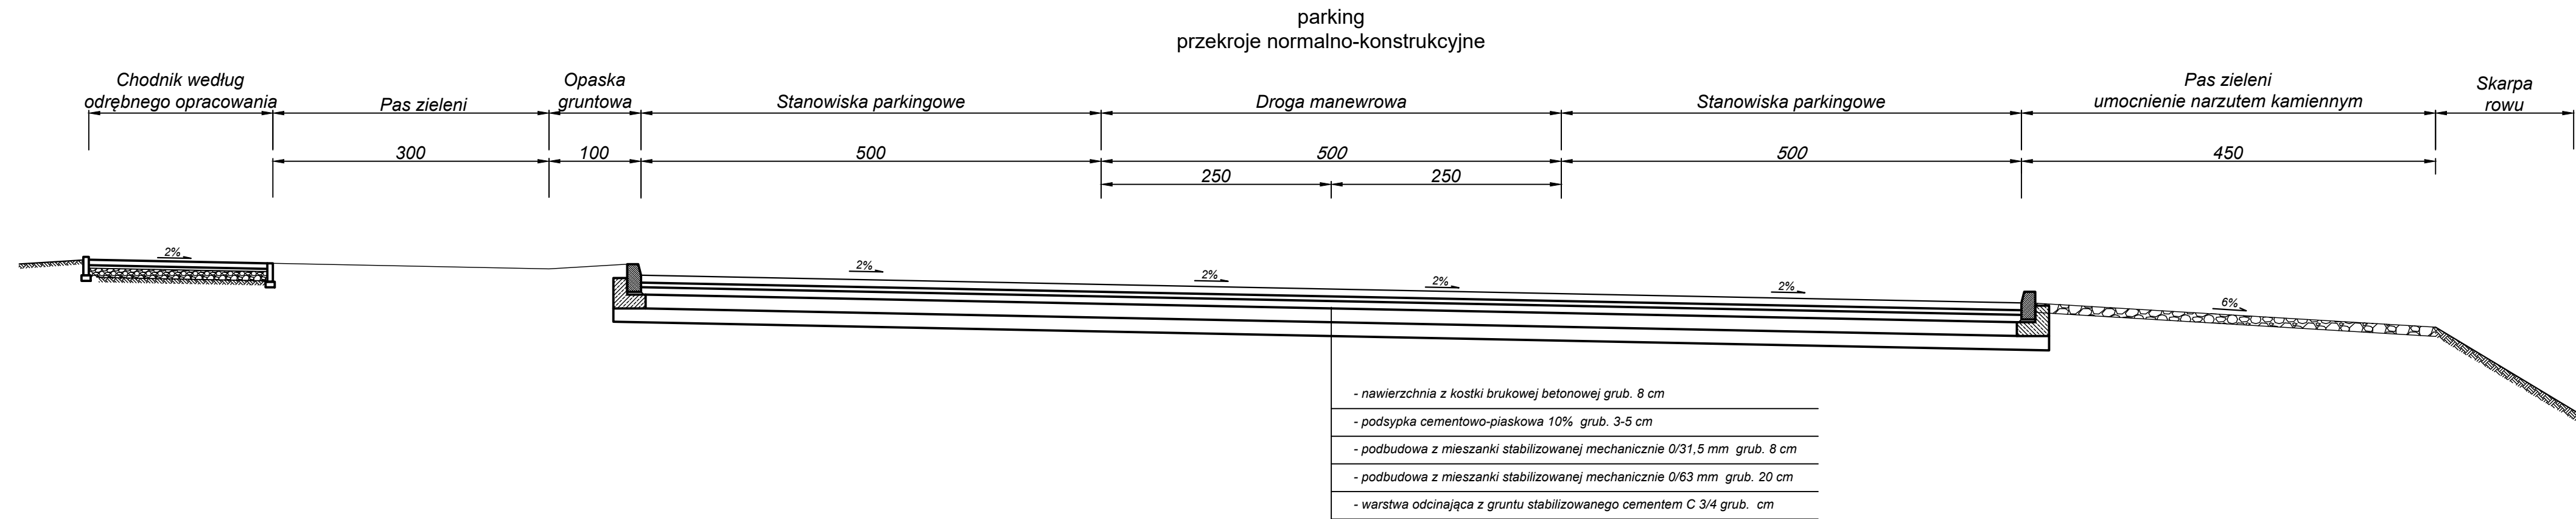 parking
przekroje normalno-konstrukcyjne
Chodnik według
odrębnego opracowania
Pas zieleni
Opaska
gruntowa
Stanowiska parkingowe
Droga manewrowa
Stanowiska parkingowe
Pas zieleni
umocnienie narzutem kamiennym
Skarpa
rowu
300
100
500
500
500
450
250
250
2%
2%
2%
2%
2%
6%
- nawierzchnia z kostki brukowej betonowej grub. 8 cm
- podsypka cementowo-piaskowa 10% grub. 3-5 cm
- podbudowa z mieszanki stabilizowanej mechanicznie 0/31,5 mm grub. 8 cm
- podbudowa z mieszanki stabilizowanej mechanicznie 0/63 mm grub. 20 cm
- warstwa odcinająca z gruntu stabilizowanego cementem C 3/4 grub. cm